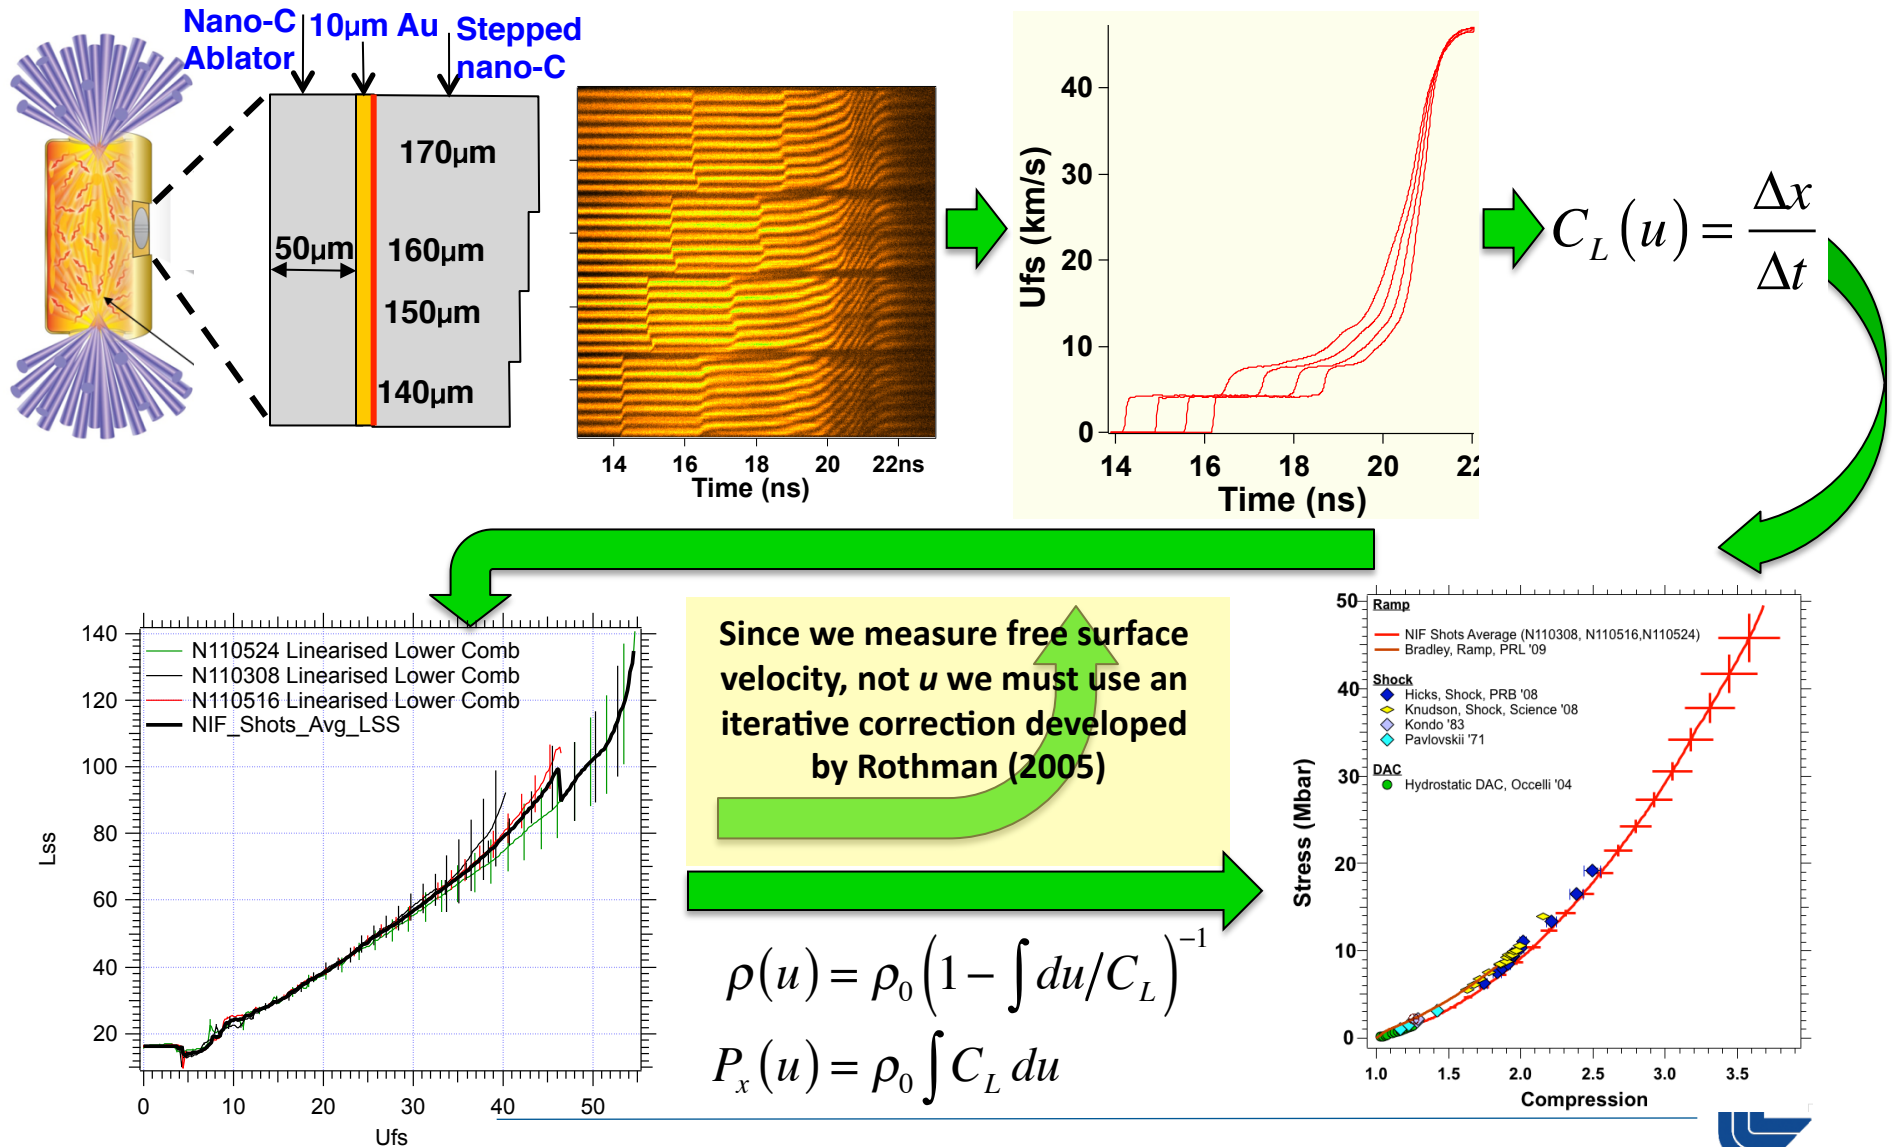 Nano-C
Ablator
10µm Au
Stepped
nano-C
170µm
50µm
160µm
150µm
140µm
14 16 18 20 22ns
Time (ns)
Ufs (km/s)
40
30
20
10
0
14 16 18 20 22
Time (ns)
C_L(u) = Δx/Δt
Since we measure free surface
velocity, not u we must use an
iterative correction developed
by Rothman (2005)
ρ(u) = ρ₀(1 − ∫du/C_L)⁻¹
Pₓ(u) = ρ₀∫C_L du
N110524 Linearised Lower Comb
N110308 Linearised Lower Comb
N110516 Linearised Lower Comb
NIF_Shots_Avg_LSS
Lss
140
120
100
80
60
40
20
0 10 20 30 40 50
Ufs
Ramp
NIF Shots Average (N110308, N110516,N110524)
Bradley, Ramp, PRL '09
Shock
Hicks, Shock, PRB '08
Knudson, Shock, Science '08
Kondo '83
Pavlovskii '71
DAC
Hydrostatic DAC, Occelli '04
Stress (Mbar)
50
40
30
20
10
0
1.0 1.5 2.0 2.5 3.0 3.5
Compression